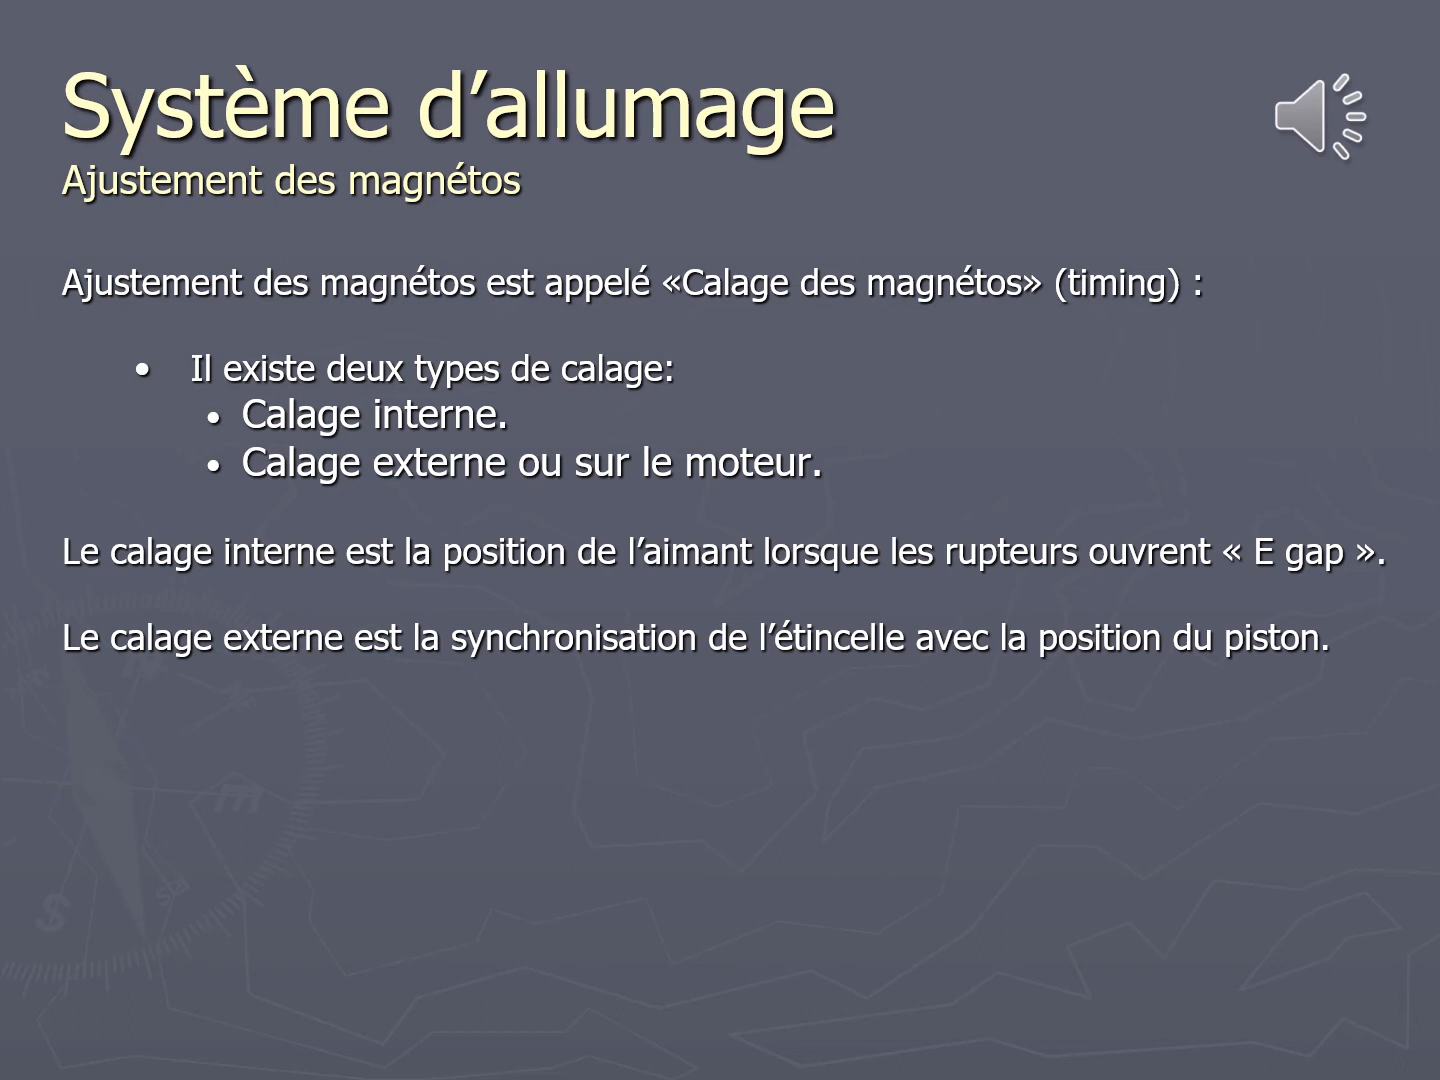 Système d’allumage
Ajustement des magnétos
Ajustement des magnétos est appelé «Calage des magnétos» (timing) :
• Il existe deux types de calage:
• Calage interne.
• Calage externe ou sur le moteur.
Le calage interne est la position de l’aimant lorsque les rupteurs ouvrent « E gap ».
Le calage externe est la synchronisation de l’étincelle avec la position du piston.